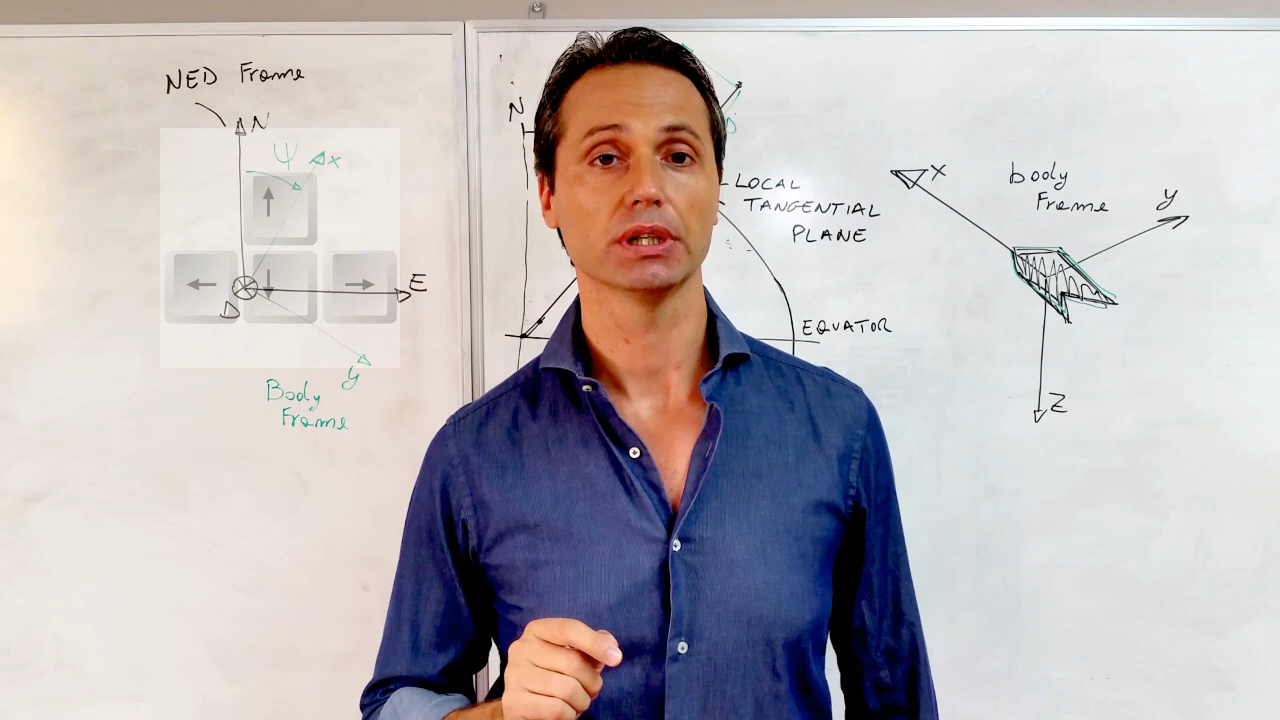 NED Frame
N
Ψ
x
E
D
y
Body
Frame
N
D
LOCAL
TANGENTIAL
PLANE
EQUATOR
x
body
Frame
y
z